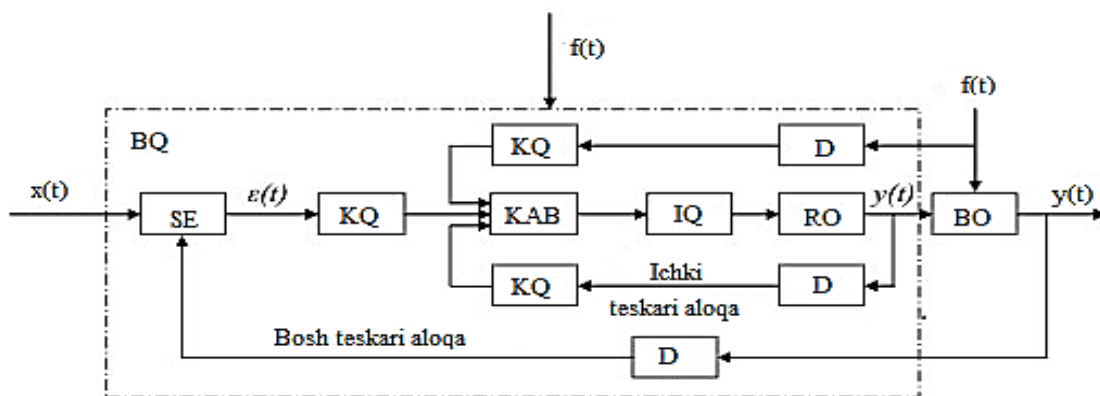 f(t)
f(t)
BQ
KQ
D
x(t)
SE
ε(t)
KQ
KAB
IQ
RO
y(t)
BO
y(t)
KQ
Ichki
teskari aloqa
D
Bosh teskari aloqa
D